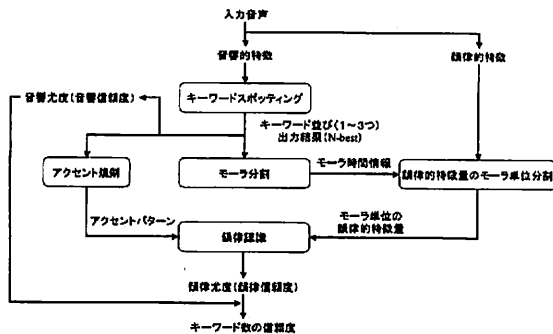 入力音声
音響的特徴
韻律的特徴
音響尤度(音響信頼度)
キーワードスポッティング
キーワード並び(1〜3つ)
出力結果(N-best)
アクセント規則
モーラ分割
モーラ時間情報
韻律的特徴量のモーラ単位分割
アクセントパターン
モーラ単位の
韻律的特徴量
韻律認識
韻律尤度(韻律信頼度)
キーワード数の信頼度